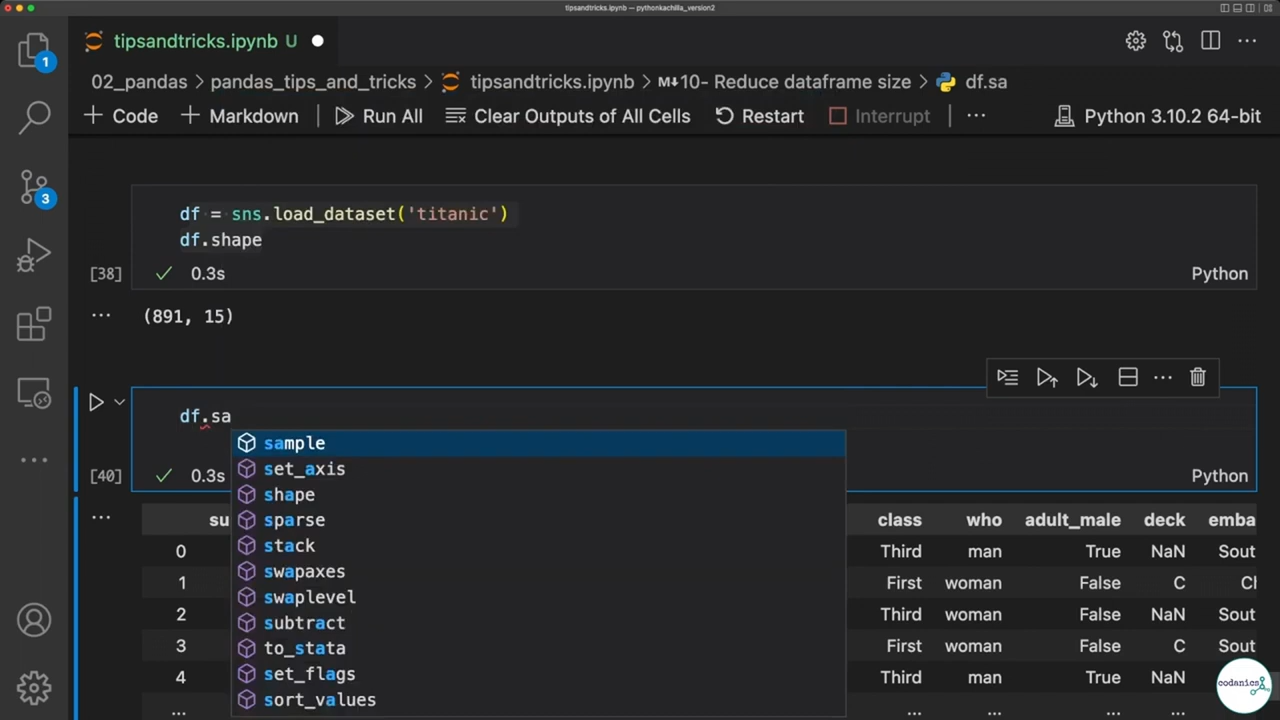 tipsandtricks.ipynb — pythonkachilla_version2
tipsandtricks.ipynb U
1
02_pandas > pandas_tips_and_tricks > tipsandtricks.ipynb > M↓10- Reduce dataframe size > df.sa
+ Code + Markdown Run All Clear Outputs of All Cells Restart Interrupt ... Python 3.10.2 64-bit
3
df = sns.load_dataset('titanic')
df.shape
[38] ✓ 0.3s Python
... (891, 15)
df.sa
sample
set_axis
[40] ✓ 0.3s Python
shape
sparse
... su class who adult_male deck emba
stack
0 Third man True NaN Sout
swapaxes
1 First woman False C Cl
swaplevel
2 Third woman False NaN Sout
subtract
3 First woman False C Sout
to_stata
4 Third man True NaN Sout
set_flags
sort_values
... ... ... ... ... ...
codanics